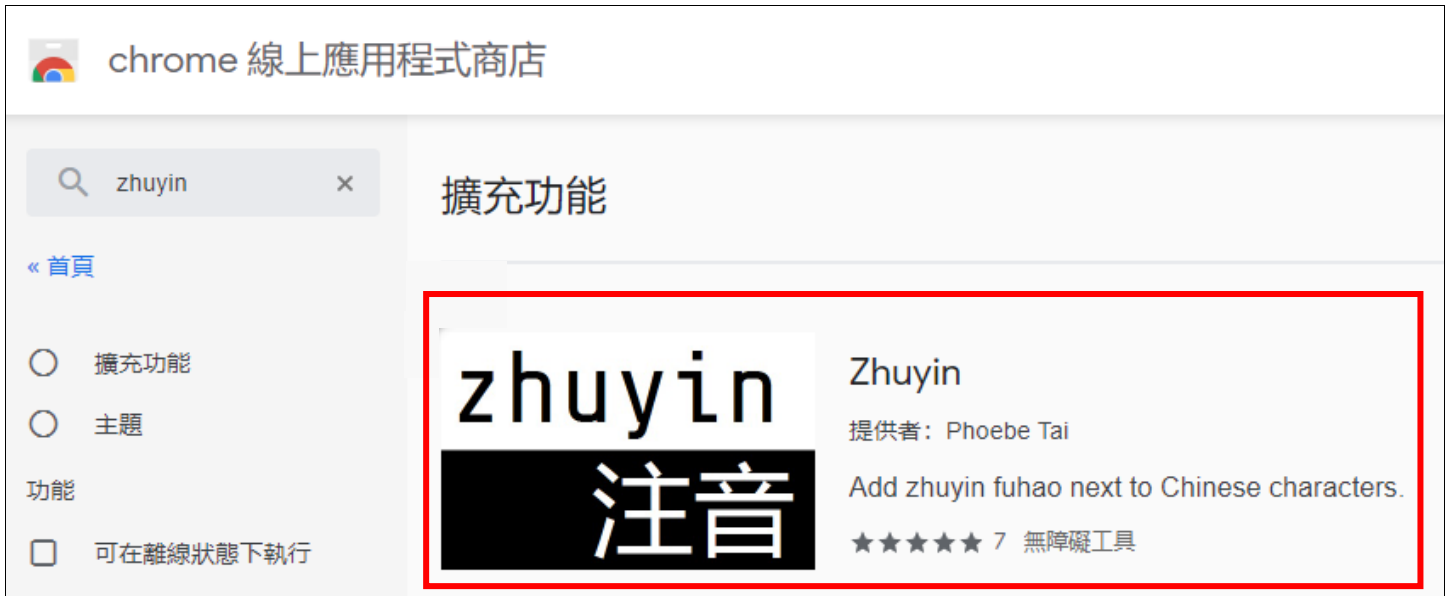 chrome 線上應用程式商店
zhuyin
« 首頁
擴充功能
主題
功能
可在離線狀態下執行
擴充功能
zhuyin
注音
Zhuyin
提供者：Phoebe Tai
Add zhuyin fuhao next to Chinese characters.
★★★★★ 7 無障礙工具